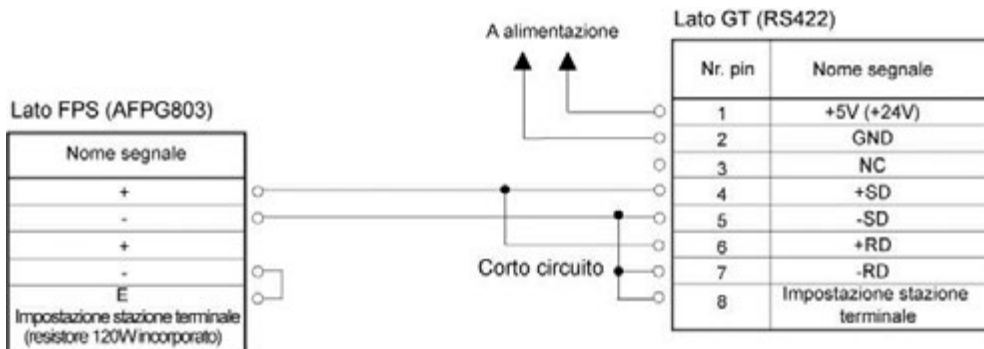 Lato GT (RS422)
A alimentazione
Nr. pin Nome segnale
Lato FPS (AFPG803)
1 +5V (+24V)
Nome segnale
2 GND
3 NC
+
4 +SD
-
5 -SD
+
6 +RD
-
Corto circuito
7 -RD
E
8 Impostazione stazione
terminale
Impostazione stazione terminale
(resistore 120W incorporato)